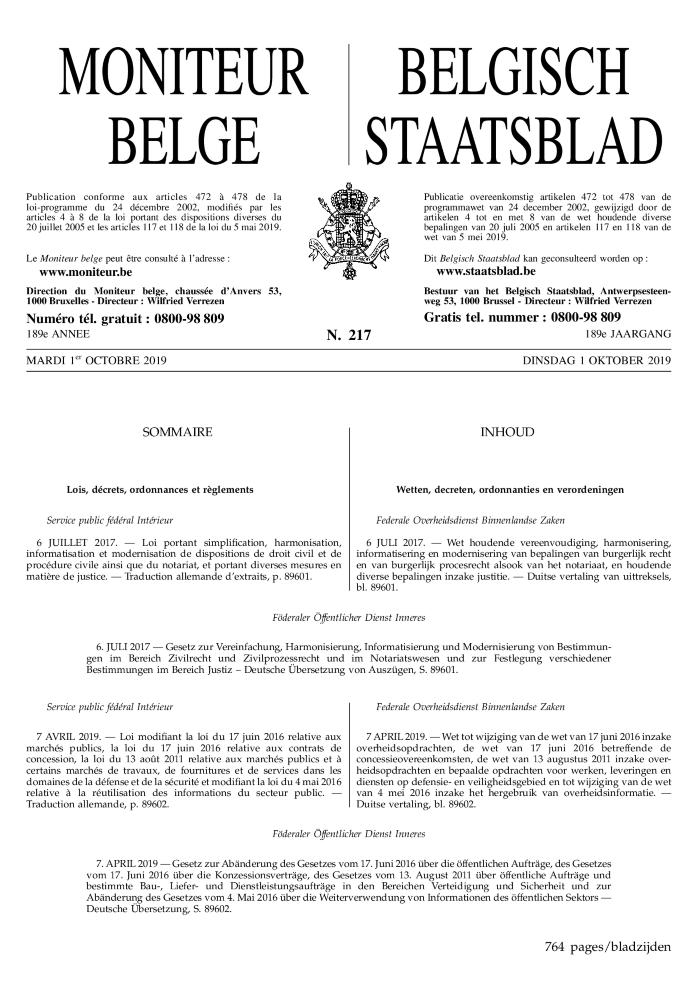 MONITEUR
BELGE
BELGISCH
STAATSBLAD
Publication conforme aux articles 472 à 478 de la
loi-programme du 24 décembre 2002, modifiés par les
articles 4 à 8 de la loi portant des dispositions diverses du
20 juillet 2005 et les articles 117 et 118 de la loi du 5 mai 2019.
Le Moniteur belge peut être consulté à l'adresse :
www.moniteur.be
Direction du Moniteur belge, chaussée d'Anvers 53,
1000 Bruxelles - Directeur : Wilfried Verrezen
Numéro tél. gratuit : 0800-98 809
189e ANNEE
N. 217
Publicatie overeenkomstig artikelen 472 tot 478 van de
programmawet van 24 december 2002, gewijzigd door de
artikelen 4 tot en met 8 van de wet houdende diverse
bepalingen van 20 juli 2005 en artikelen 117 en 118 van de
wet van 5 mei 2019.
Dit Belgisch Staatsblad kan geconsulteerd worden op :
www.staatsblad.be
Bestuur van het Belgisch Staatsblad, Antwerpsesteen-
weg 53, 1000 Brussel - Directeur : Wilfried Verrezen
Gratis tel. nummer : 0800-98 809
189e JAARGANG
MARDI 1er OCTOBRE 2019
DINSDAG 1 OKTOBER 2019
SOMMAIRE
Lois, décrets, ordonnances et règlements
Service public fédéral Intérieur
6 JUILLET 2017. — Loi portant simplification, harmonisation,
informatisation et modernisation de dispositions de droit civil et de
procédure civile ainsi que du notariat, et portant diverses mesures en
matière de justice. — Traduction allemande d'extraits, p. 89601.
INHOUD
Wetten, decreten, ordonnanties en verordeningen
Federale Overheidsdienst Binnenlandse Zaken
6 JULI 2017. — Wet houdende vereenvoudiging, harmonisering,
informatisering en modernisering van bepalingen van burgerlijk recht
en van burgerlijk procesrecht alsook van het notariaat, en houdende
diverse bepalingen inzake justitie. — Duitse vertaling van uittreksels,
bl. 89601.
Föderaler Öffentlicher Dienst Inneres
6. JULI 2017 — Gesetz zur Vereinfachung, Harmonisierung, Informatisierung und Modernisierung von Bestimmun-
gen im Bereich Zivilrecht und Zivilprozessrecht und im Notariatswesen und zur Festlegung verschiedener
Bestimmungen im Bereich Justiz – Deutsche Übersetzung von Auszügen, S. 89601.
Service public fédéral Intérieur
7 AVRIL 2019. — Loi modifiant la loi du 17 juin 2016 relative aux
marchés publics, la loi du 17 juin 2016 relative aux contrats de
concession, la loi du 13 août 2011 relative aux marchés publics et à
certains marchés de travaux, de fournitures et de services dans les
domaines de la défense et de la sécurité et modifiant la loi du 4 mai 2016
relative à la réutilisation des informations du secteur public. —
Traduction allemande, p. 89602.
Federale Overheidsdienst Binnenlandse Zaken
7 APRIL 2019. — Wet tot wijziging van de wet van 17 juni 2016 inzake
overheidsopdrachten, de wet van 17 juni 2016 betreffende de
concessieovereenkomsten, de wet van 13 augustus 2011 inzake over-
heidsopdrachten en bepaalde opdrachten voor werken, leveringen en
diensten op defensie- en veiligheidsgebied en tot wijziging van de wet
van 4 mei 2016 inzake het hergebruik van overheidsinformatie. —
Duitse vertaling, bl. 89602.
Föderaler Öffentlicher Dienst Inneres
7. APRIL 2019 — Gesetz zur Abänderung des Gesetzes vom 17. Juni 2016 über die öffentlichen Aufträge, des Gesetzes
vom 17. Juni 2016 über die Konzessionsverträge, des Gesetzes vom 13. August 2011 über öffentliche Aufträge und
bestimmte Bau-, Liefer- und Dienstleistungsaufträge in den Bereichen Verteidigung und Sicherheit und zur
Abänderung des Gesetzes vom 4. Mai 2016 über die Weiterverwendung von Informationen des öffentlichen Sektors —
Deutsche Übersetzung, S. 89602.
764 pages/bladzijden